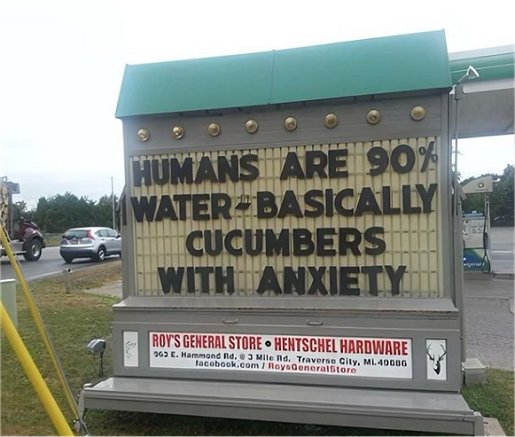 HUMANS ARE 90%
WATER - BASICALLY
CUCUMBERS
WITH ANXIETY
ROY'S GENERAL STORE • HENTSCHEL HARDWARE
963 E. Hammond Rd. @ 3 Mile Rd. Traverse City, MI. 49686
facebook.com / RoysGeneralStore